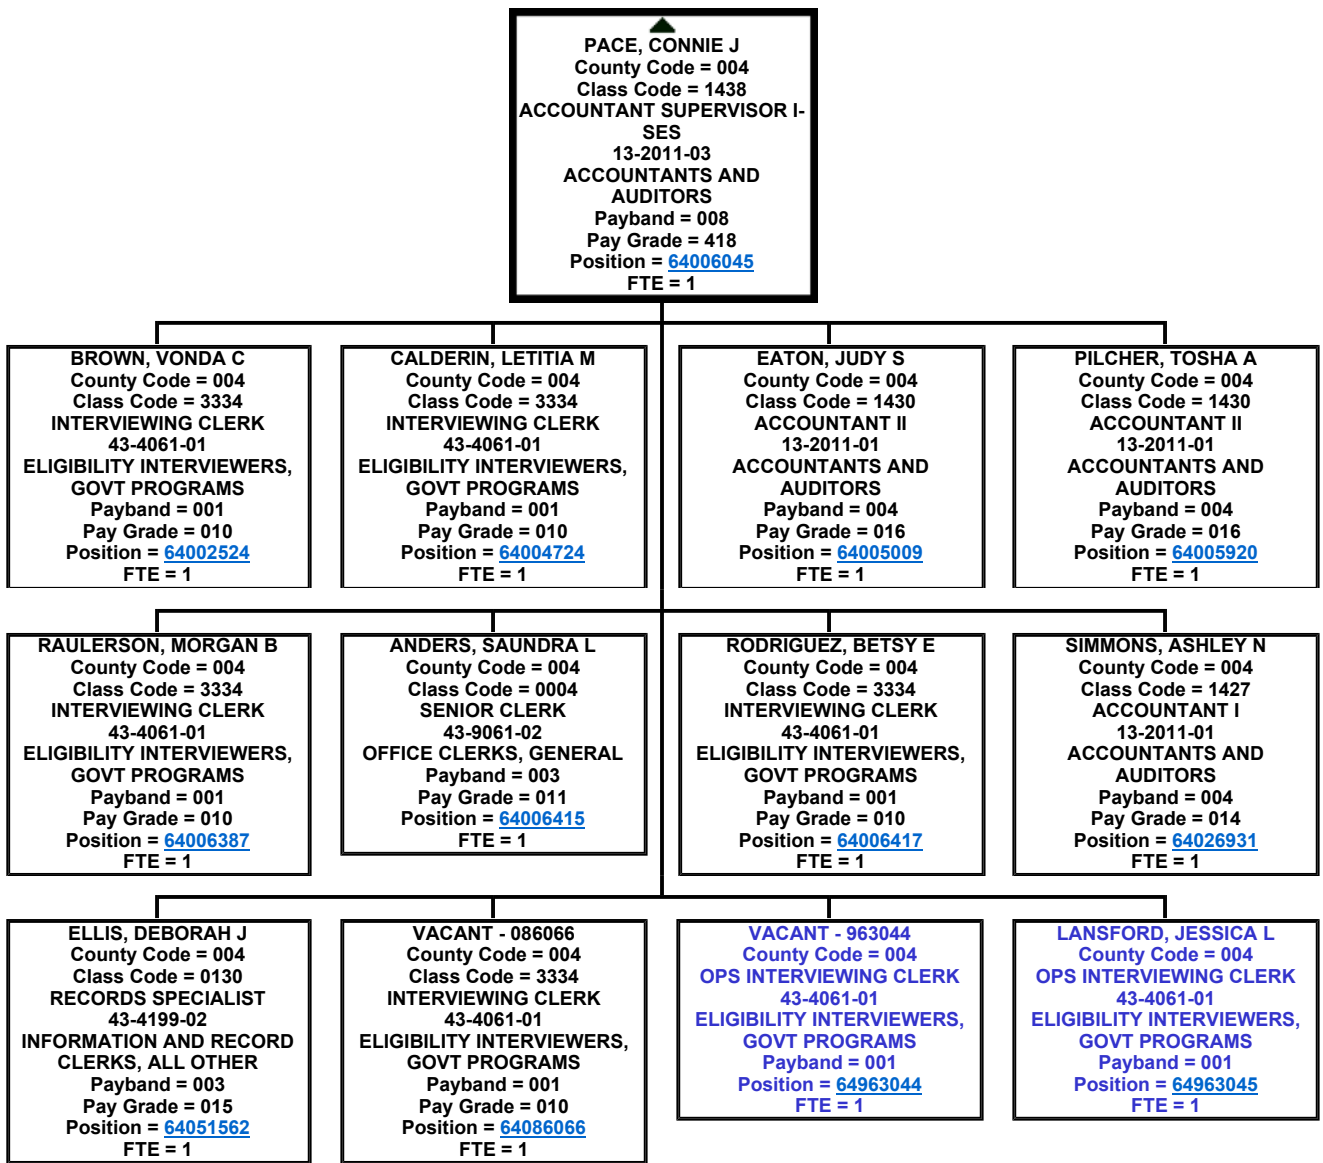 PACE, CONNIE J
County Code = 004
Class Code = 1438
ACCOUNTANT SUPERVISOR I-
SES
13-2011-03
ACCOUNTANTS AND
AUDITORS
Payband = 008
Pay Grade = 418
Position = 64006045
FTE = 1
BROWN, VONDA C
County Code = 004
Class Code = 3334
INTERVIEWING CLERK
43-4061-01
ELIGIBILITY INTERVIEWERS,
GOVT PROGRAMS
Payband = 001
Pay Grade = 010
Position = 64002524
FTE = 1
CALDERIN, LETITIA M
County Code = 004
Class Code = 3334
INTERVIEWING CLERK
43-4061-01
ELIGIBILITY INTERVIEWERS,
GOVT PROGRAMS
Payband = 001
Pay Grade = 010
Position = 64004724
FTE = 1
EATON, JUDY S
County Code = 004
Class Code = 1430
ACCOUNTANT II
13-2011-01
ACCOUNTANTS AND
AUDITORS
Payband = 004
Pay Grade = 016
Position = 64005009
FTE = 1
PILCHER, TOSHA A
County Code = 004
Class Code = 1430
ACCOUNTANT II
13-2011-01
ACCOUNTANTS AND
AUDITORS
Payband = 004
Pay Grade = 016
Position = 64005920
FTE = 1
RAULERSON, MORGAN B
County Code = 004
Class Code = 3334
INTERVIEWING CLERK
43-4061-01
ELIGIBILITY INTERVIEWERS,
GOVT PROGRAMS
Payband = 001
Pay Grade = 010
Position = 64006387
FTE = 1
ANDERS, SAUNDRA L
County Code = 004
Class Code = 0004
SENIOR CLERK
43-9061-02
OFFICE CLERKS, GENERAL
Payband = 003
Pay Grade = 011
Position = 64006415
FTE = 1
RODRIGUEZ, BETSY E
County Code = 004
Class Code = 3334
INTERVIEWING CLERK
43-4061-01
ELIGIBILITY INTERVIEWERS,
GOVT PROGRAMS
Payband = 001
Pay Grade = 010
Position = 64006417
FTE = 1
SIMMONS, ASHLEY N
County Code = 004
Class Code = 1427
ACCOUNTANT I
13-2011-01
ACCOUNTANTS AND
AUDITORS
Payband = 004
Pay Grade = 014
Position = 64026931
FTE = 1
ELLIS, DEBORAH J
County Code = 004
Class Code = 0130
RECORDS SPECIALIST
43-4199-02
INFORMATION AND RECORD
CLERKS, ALL OTHER
Payband = 003
Pay Grade = 015
Position = 64051562
FTE = 1
VACANT - 086066
County Code = 004
Class Code = 3334
INTERVIEWING CLERK
43-4061-01
ELIGIBILITY INTERVIEWERS,
GOVT PROGRAMS
Payband = 001
Pay Grade = 010
Position = 64086066
FTE = 1
VACANT - 963044
County Code = 004
OPS INTERVIEWING CLERK
43-4061-01
ELIGIBILITY INTERVIEWERS,
GOVT PROGRAMS
Payband = 001
Position = 64963044
FTE = 1
LANSFORD, JESSICA L
County Code = 004
OPS INTERVIEWING CLERK
43-4061-01
ELIGIBILITY INTERVIEWERS,
GOVT PROGRAMS
Payband = 001
Position = 64963045
FTE = 1